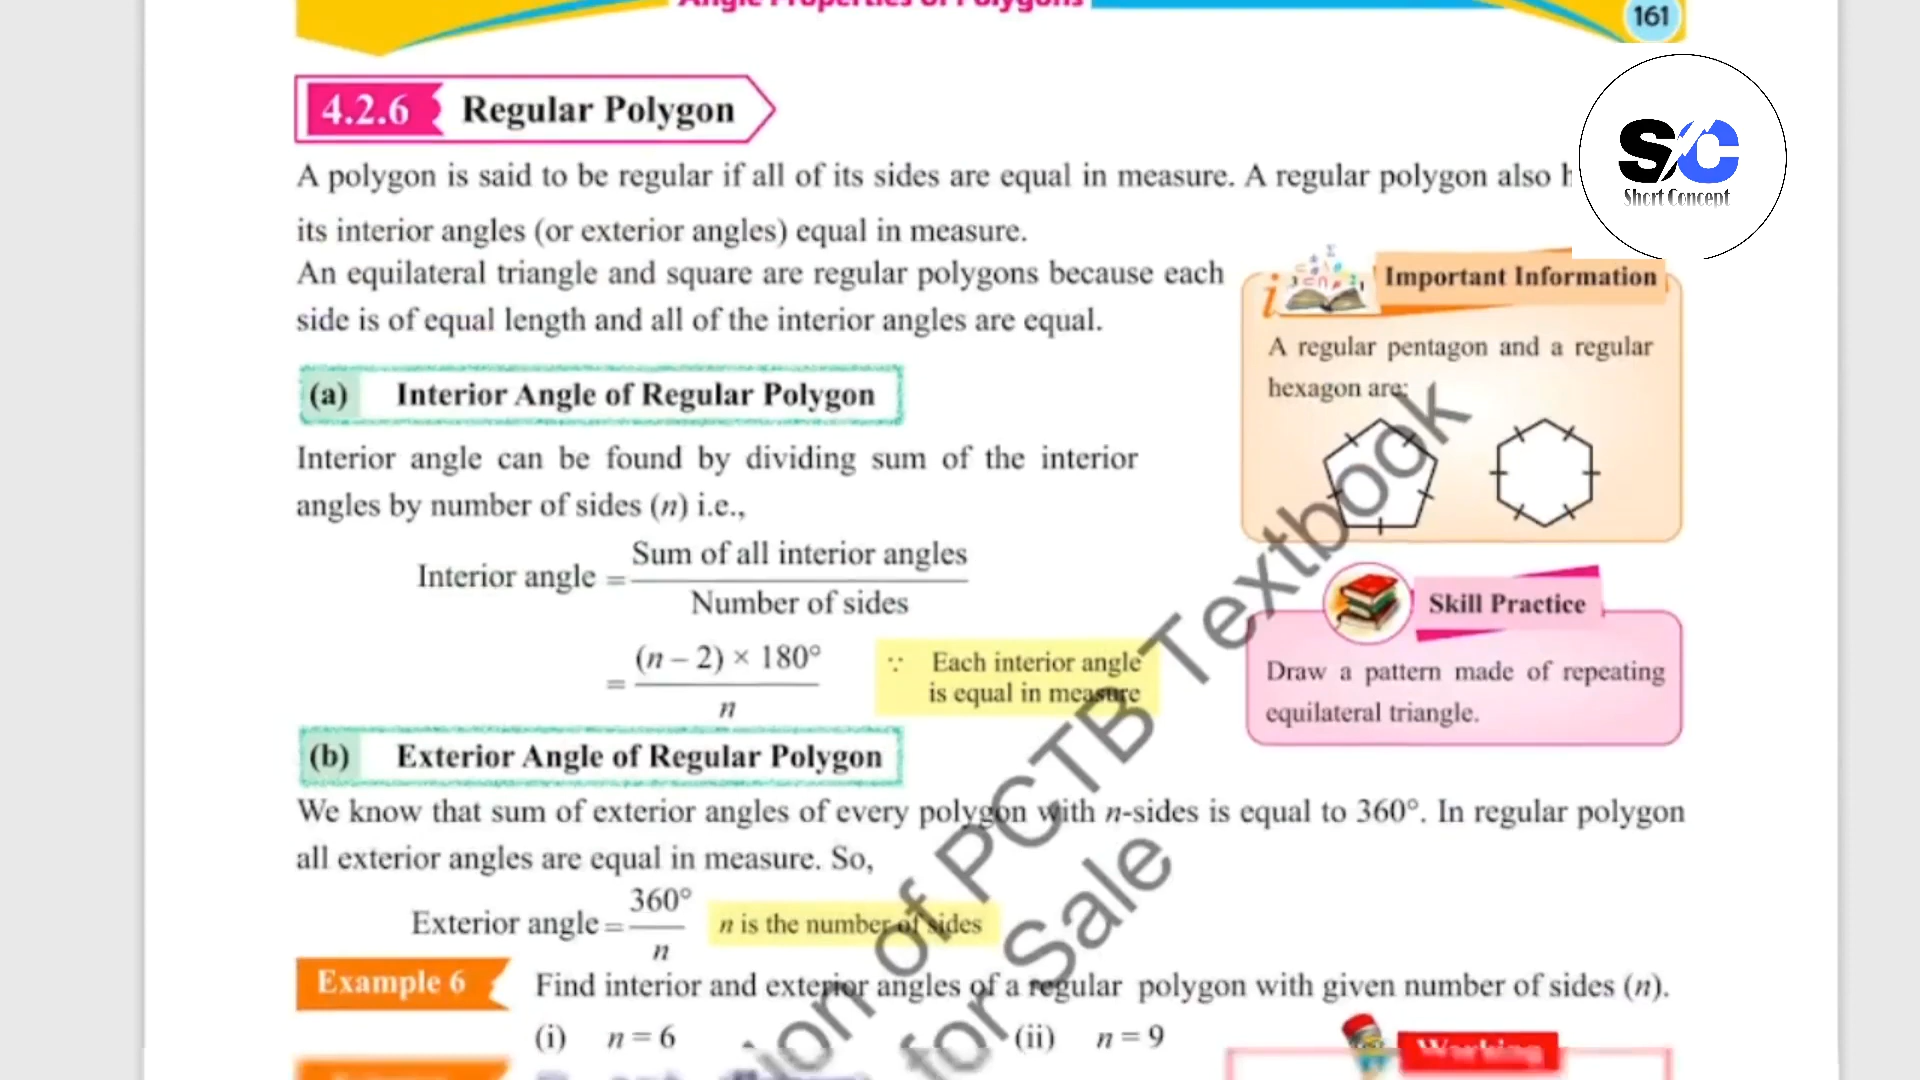 Angle Properties of Polygons
161
4.2.6 Regular Polygon
SC
Short Concept
A polygon is said to be regular if all of its sides are equal in measure. A regular polygon also
its interior angles (or exterior angles) equal in measure.
An equilateral triangle and square are regular polygons because each
side is of equal length and all of the interior angles are equal.
Important Information
A regular pentagon and a regular
hexagon are:
(a) Interior Angle of Regular Polygon
Interior angle can be found by dividing sum of the interior
angles by number of sides (n) i.e.,
Interior angle = Sum of all interior angles
Number of sides
= (n – 2) × 180°
n
∵ Each interior angle
is equal in measure
Skill Practice
Draw a pattern made of repeating
equilateral triangle.
(b) Exterior Angle of Regular Polygon
We know that sum of exterior angles of every polygon with n-sides is equal to 360°. In regular polygon
all exterior angles are equal in measure. So,
Exterior angle = 360°
n
n is the number of sides
Example 6 Find interior and exterior angles of a regular polygon with given number of sides (n).
(i) n = 6 (ii) n = 9
Working
of PCTB Textbook
for Sale